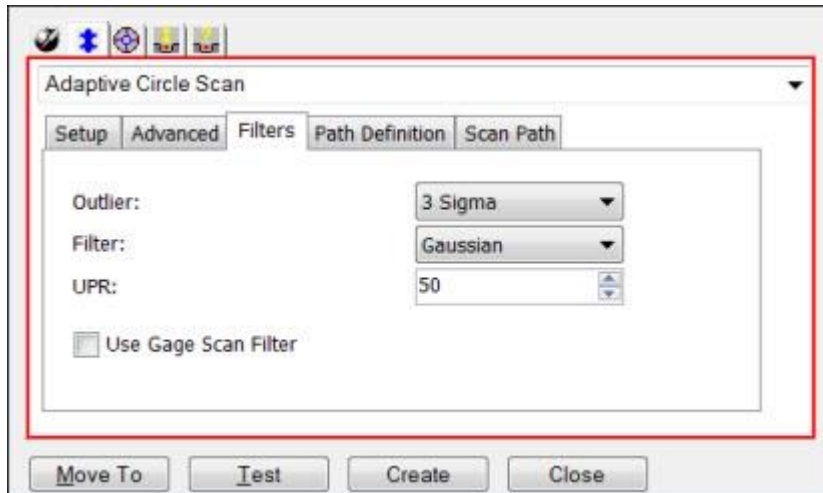 Adaptive Circle Scan
Setup Advanced Filters Path Definition Scan Path
Outlier: 3 Sigma
Filter: Gaussian
UPR: 50
Use Gage Scan Filter
Move To Test Create Close